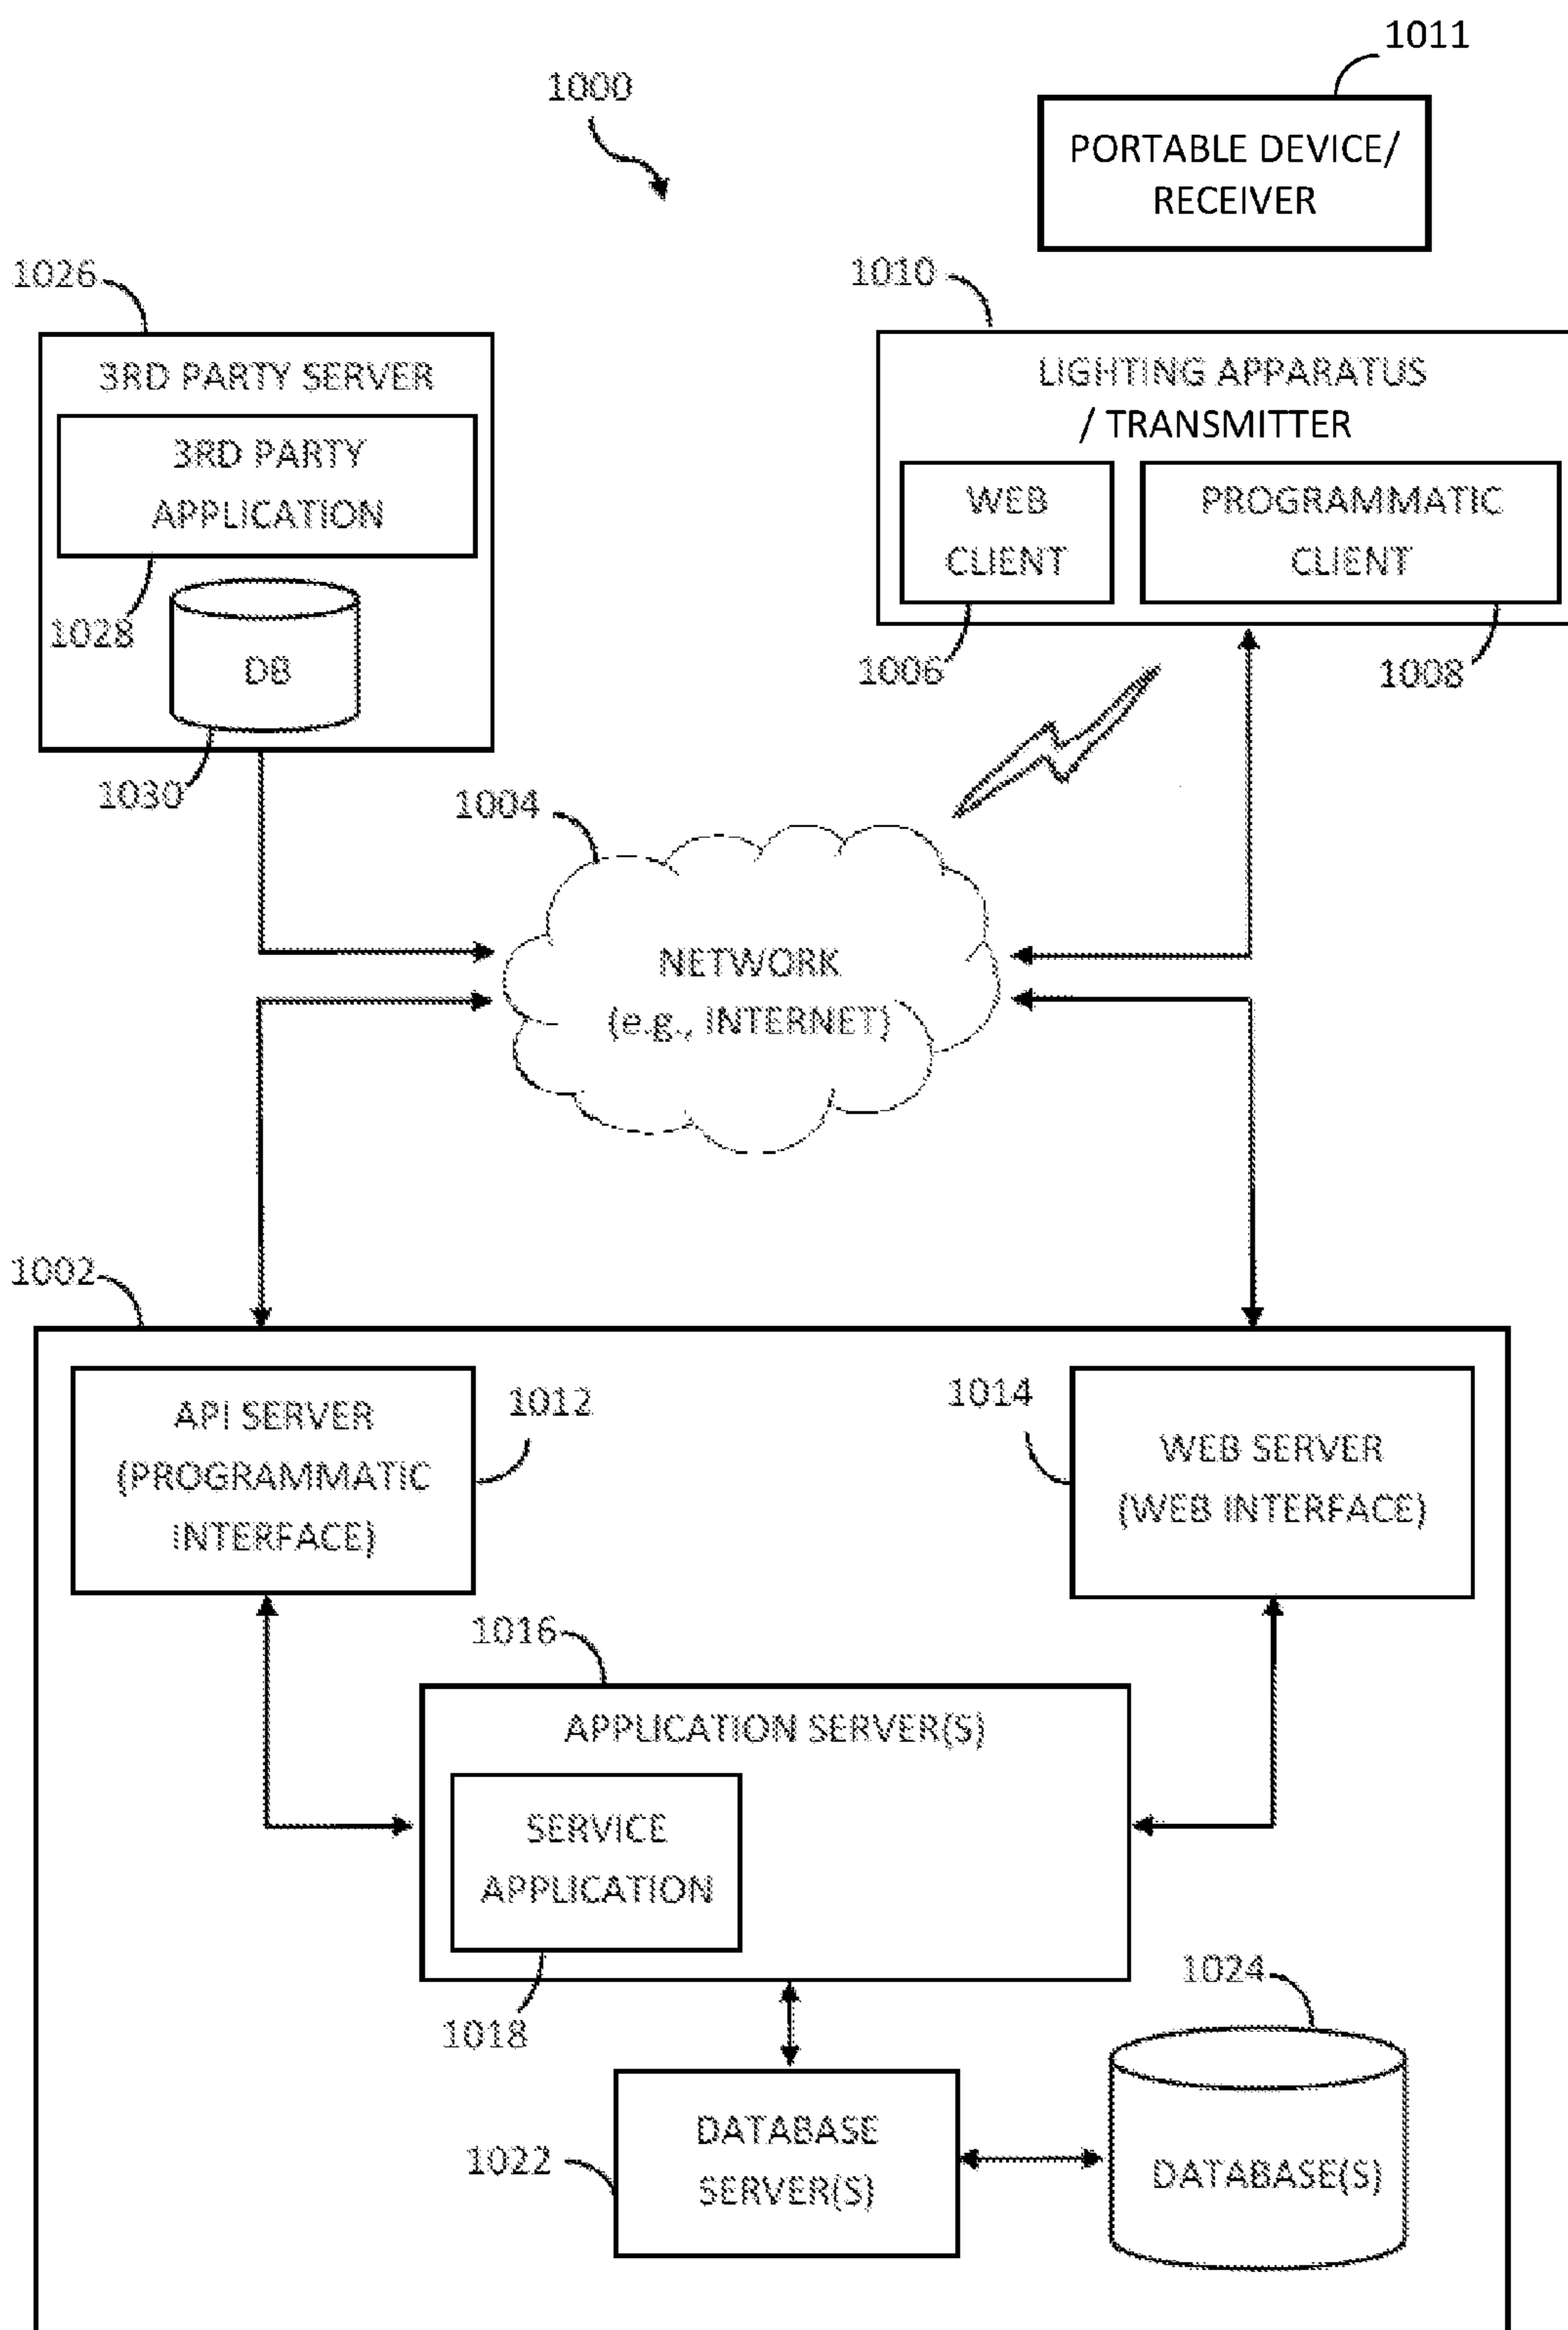 1011
1000
PORTABLE DEVICE/
RECEIVER
1026
1010
3RD PARTY SERVER
3RD PARTY
APPLICATION
1028
DB
1030
LIGHTING APPARATUS
/ TRANSMITTER
WEB
CLIENT
PROGRAMMATIC
CLIENT
1006
1008
1004
NETWORK
(e.g., INTERNET)
1002
API SERVER
(PROGRAMMATIC
INTERFACE)
1012
1014
WEB SERVER
(WEB INTERFACE)
1016
APPLICATION SERVER(S)
SERVICE
APPLICATION
1018
1024
1022
DATABASE
SERVER(S)
DATABASE(S)